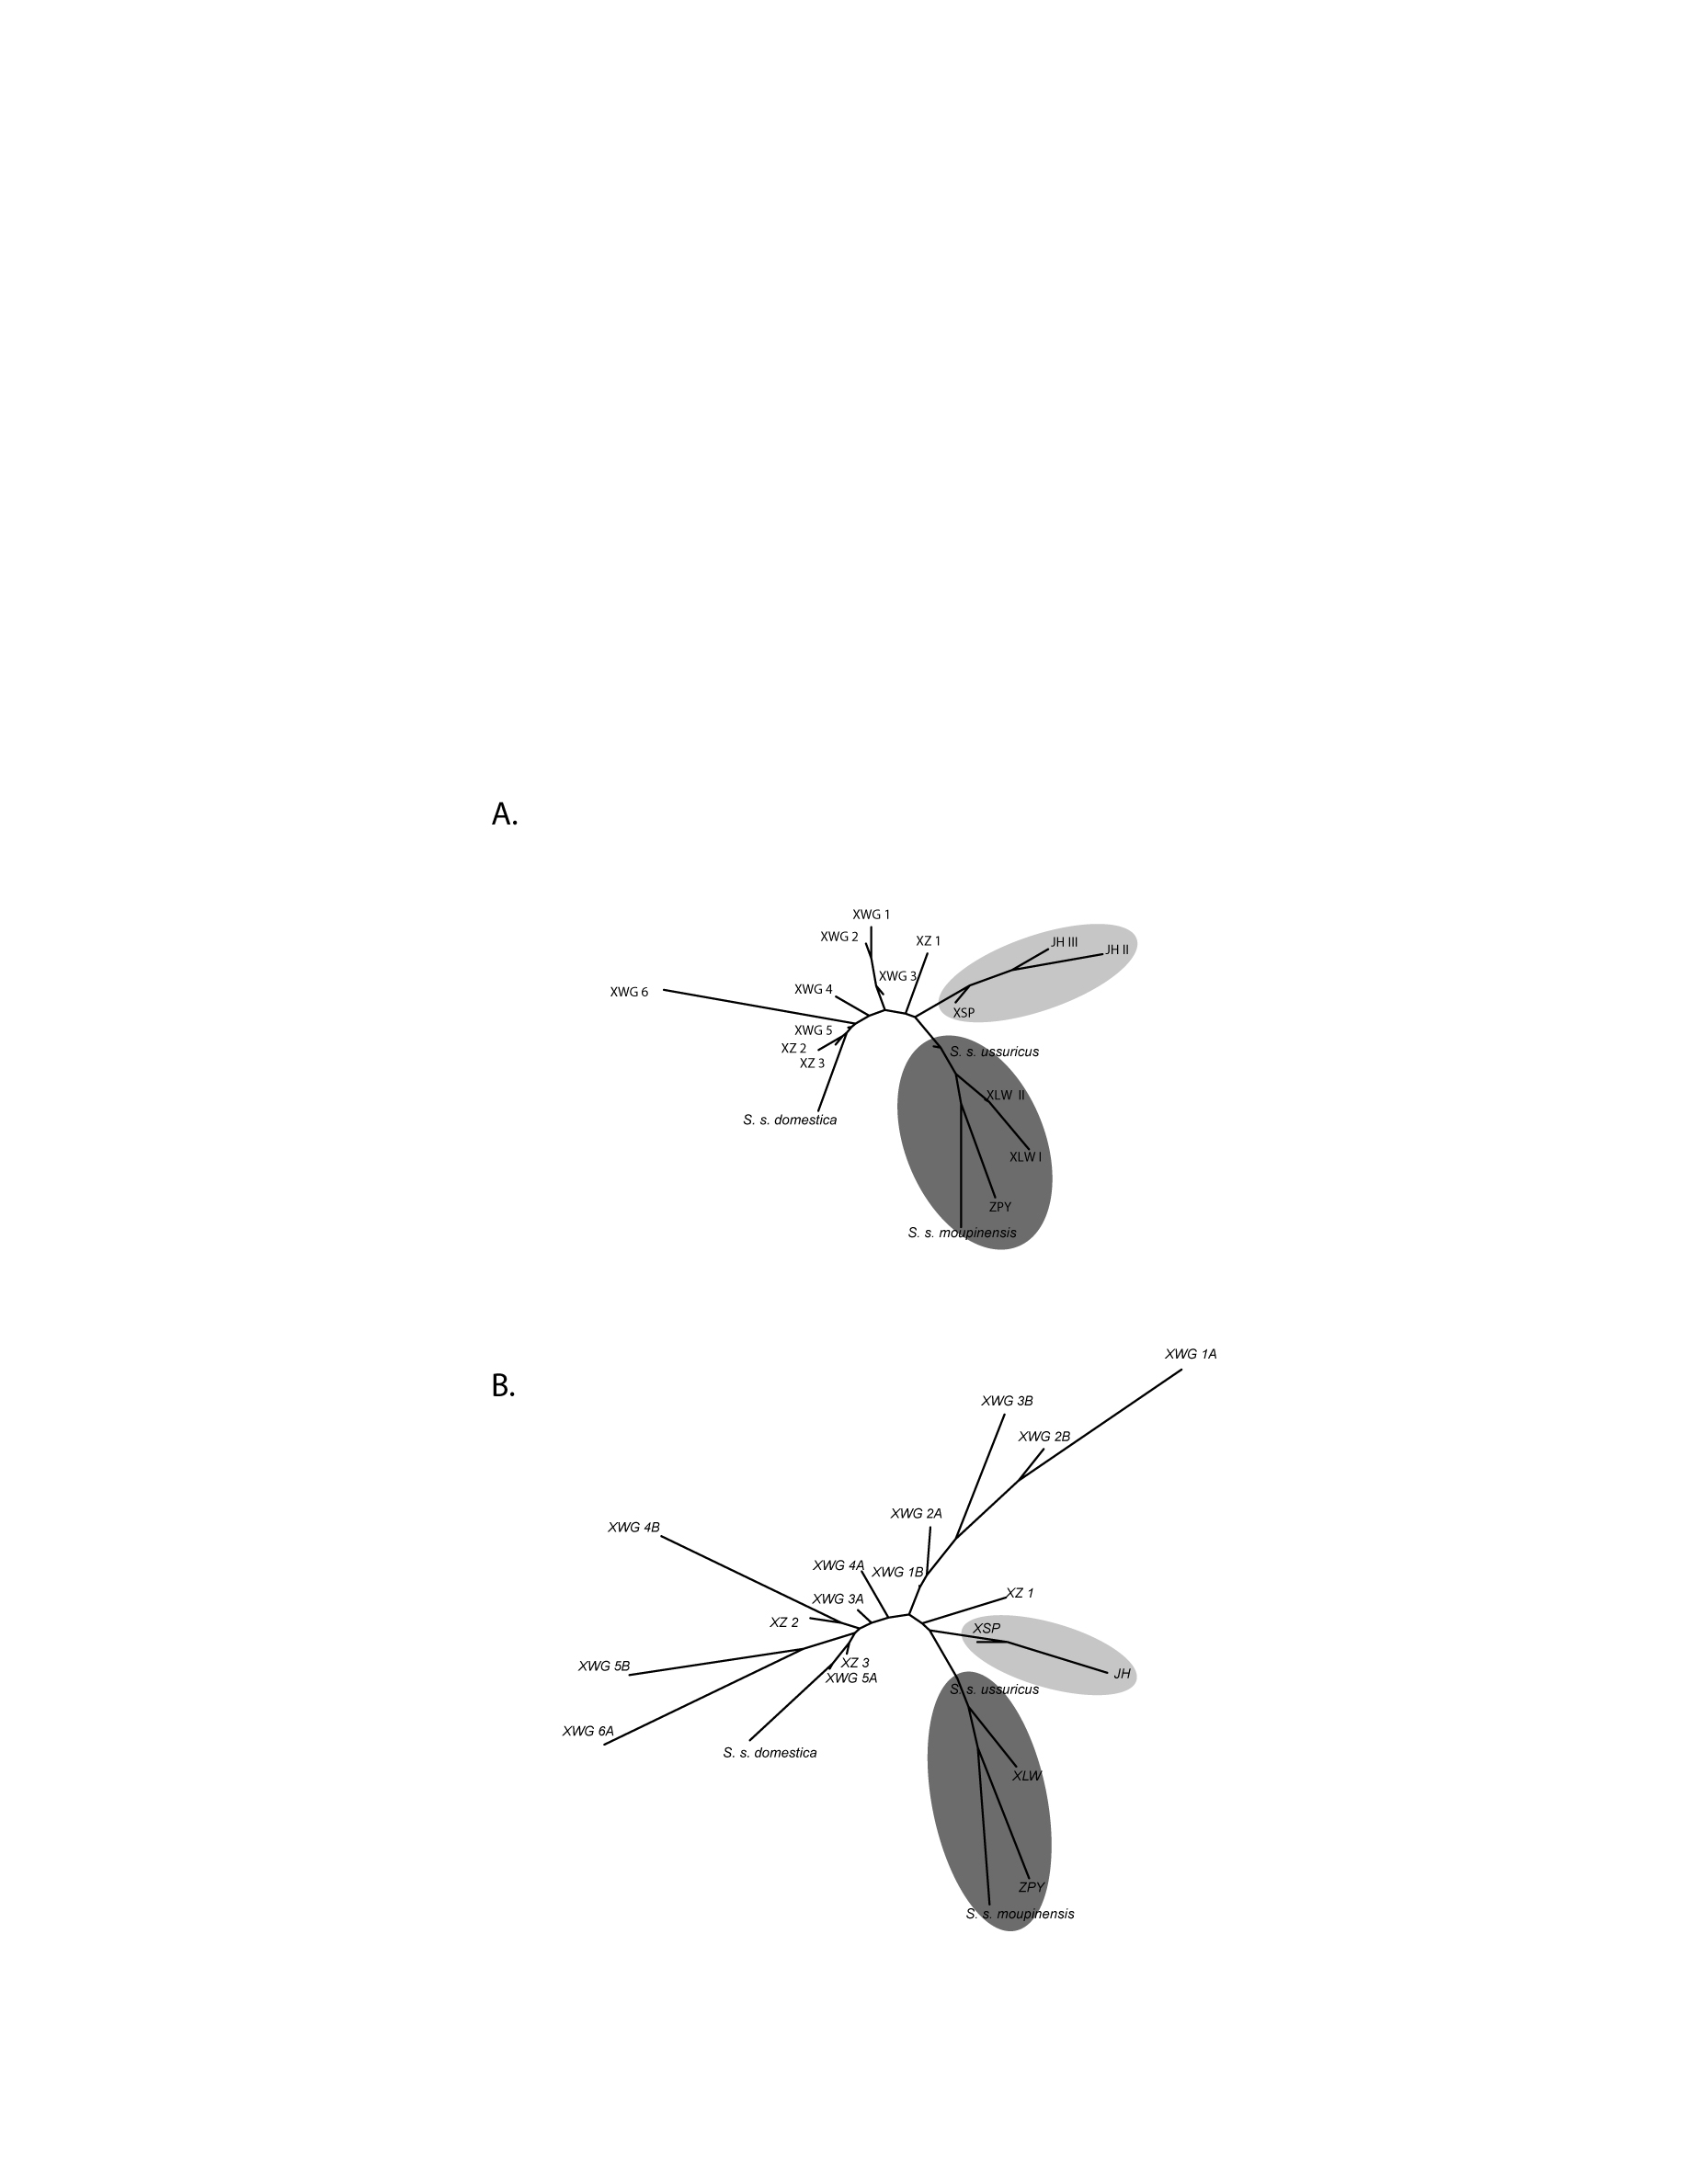 A.
XWG 1
XWG 2
XZ 1
JH III
JH II
XWG 3
XWG 4
XWG 6
XSP
XWG 5
XZ 2
S. s. ussuricus
XZ 3
XLW II
S. s. domestica
XLW I
ZPY
S. s. moupinensis
XWG 1A
B.
XWG 3B
XWG 2B
XWG 2A
XWG 4B
XWG 4A
XWG 1B
XZ 1
XWG 3A
XZ 2
XSP
XZ 3
XWG 5B
JH
XWG 5A
S. s. ussuricus
XWG 6A
S. s. domestica
XLW
ZPY
S. s. moupinensis